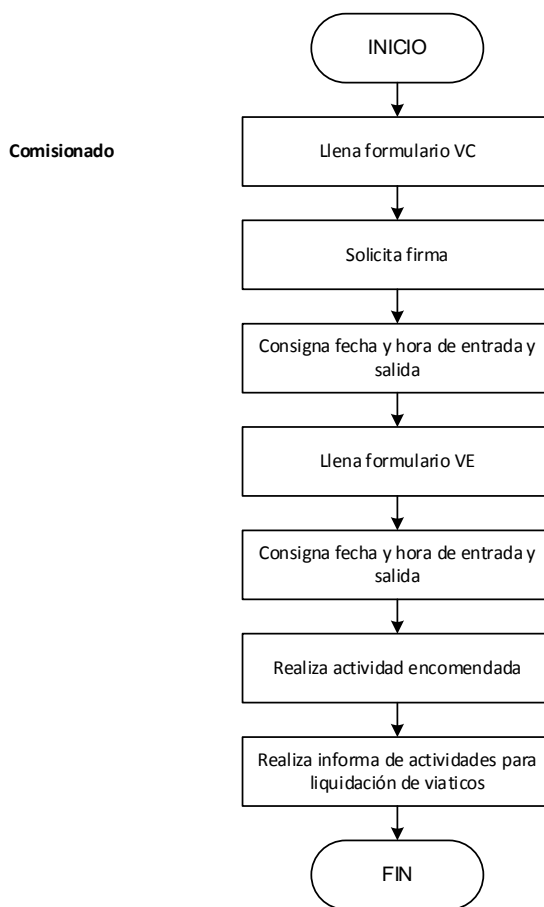 INICIO
Comisionado
Llena formulario VC
Solicita firma
Consigna fecha y hora de entrada y
salida
Llena formulario VE
Consigna fecha y hora de entrada y
salida
Realiza actividad encomendada
Realiza informa de actividades para
liquidación de viaticos
FIN